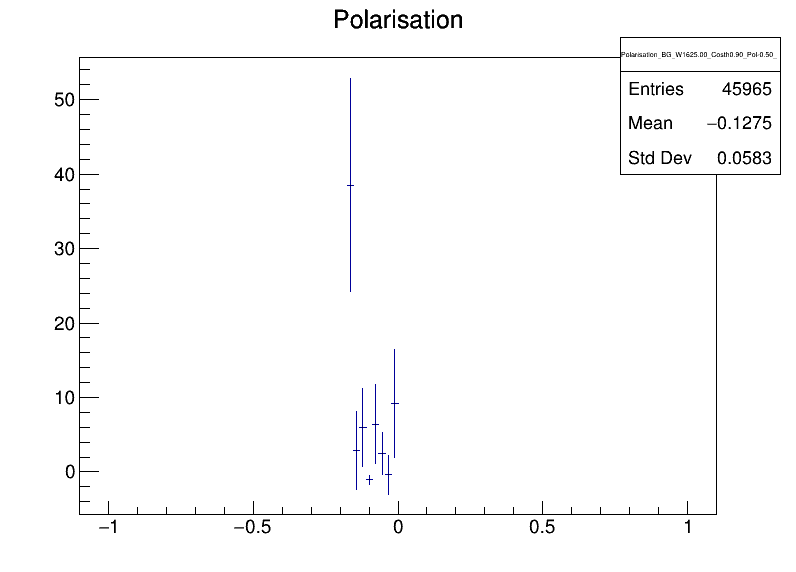 Polarisation
Polarisation_BG_W1625.00_Costh0.90_Pol-0.50_
Entries 45965
Mean −0.1275
Std Dev 0.0583
50
40
30
20
10
0
−1 −0.5 0 0.5 1